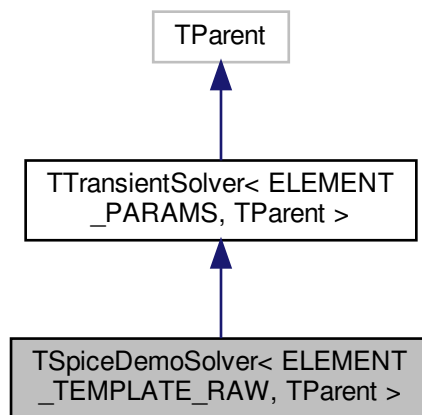 TParent
TTransientSolver< ELEMENT
_PARAMS, TParent >
TSpiceDemoSolver< ELEMENT
_TEMPLATE_RAW, TParent >